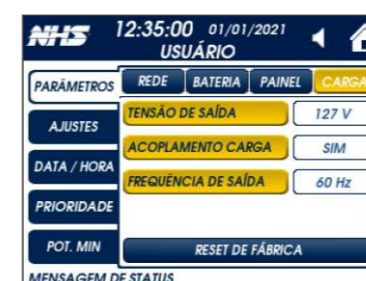 NHS 12:35:00 01/01/2021
USUÁRIO
PARÂMETROS REDE BATERIA PAINEL CARGA
TENSÃO DE SAÍDA 127 V
AJUSTES
ACOPLAMENTO CARGA SIM
DATA / HORA
FREQUÊNCIA DE SAÍDA 60 Hz
PRIORIDADE
POT. MIN RESET DE FÁBRICA
MENSAGEM DE STATUS